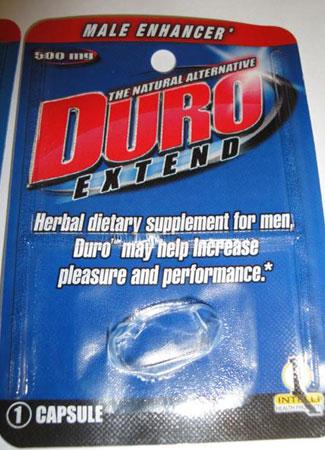 MALE ENHANCER*
500 mg
THE NATURAL ALTERNATIVE
DURO
EXTEND
Herbal dietary supplement for men,
Duro™ may help increase
pleasure and performance.*
1 CAPSULE